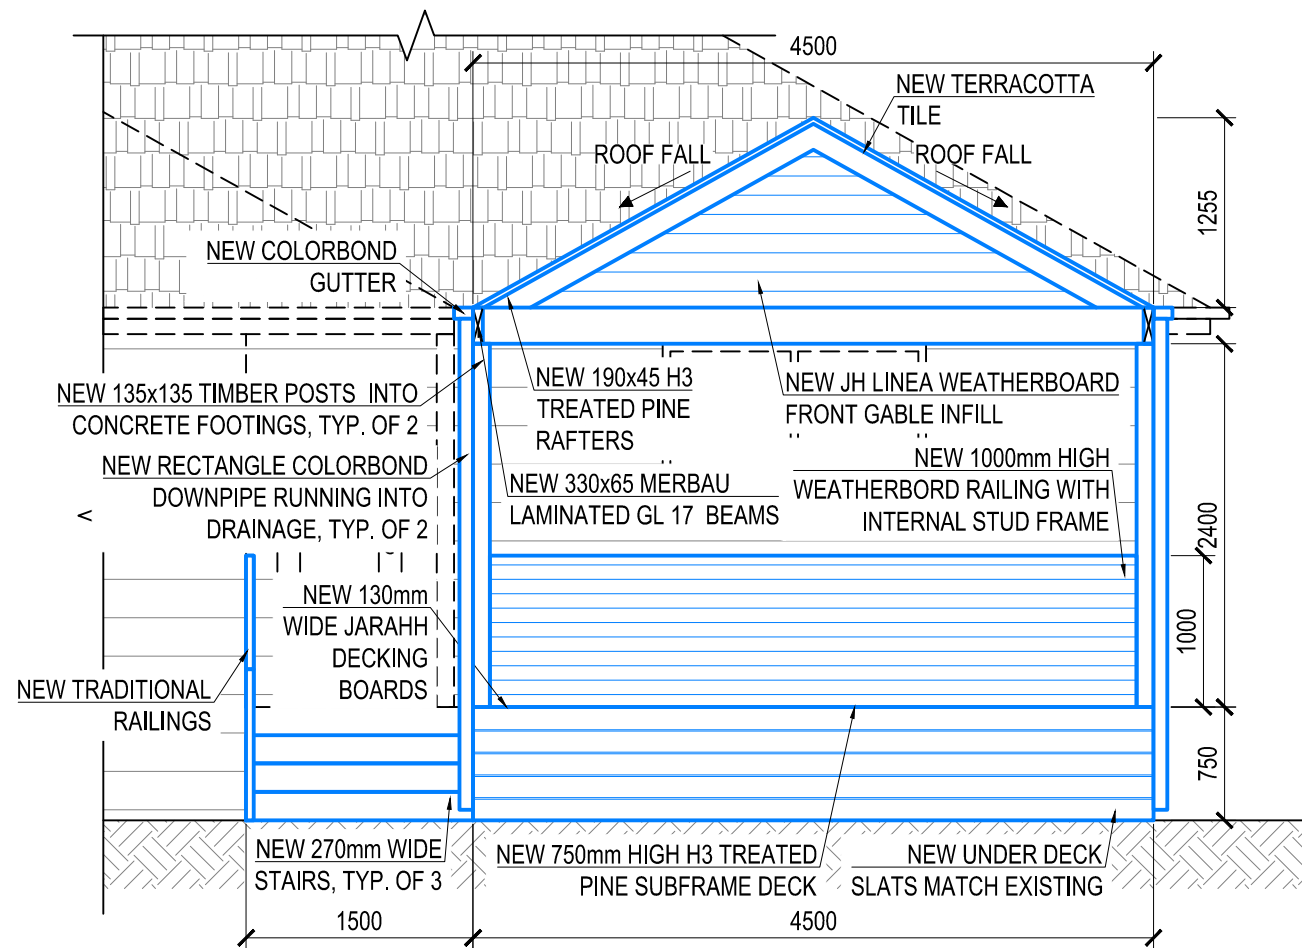 4500
NEW TERRACOTTA
TILE
ROOF FALL
ROOF FALL
1255
NEW COLORBOND
GUTTER
NEW 135x135 TIMBER POSTS INTO
CONCRETE FOOTINGS, TYP. OF 2
NEW 190x45 H3
TREATED PINE
RAFTERS
NEW JH LINEA WEATHERBOARD
FRONT GABLE INFILL
NEW RECTANGLE COLORBOND
DOWNPIPE RUNNING INTO
DRAINAGE, TYP. OF 2
NEW 330x65 MERBAU
LAMINATED GL 17 BEAMS
NEW 1000mm HIGH
WEATHERBORD RAILING WITH
INTERNAL STUD FRAME
2400
<
NEW 130mm
WIDE JARAHH
DECKING
BOARDS
1000
NEW TRADITIONAL
RAILINGS
750
NEW 270mm WIDE
STAIRS, TYP. OF 3
NEW 750mm HIGH H3 TREATED
PINE SUBFRAME DECK
NEW UNDER DECK
SLATS MATCH EXISTING
1500
4500